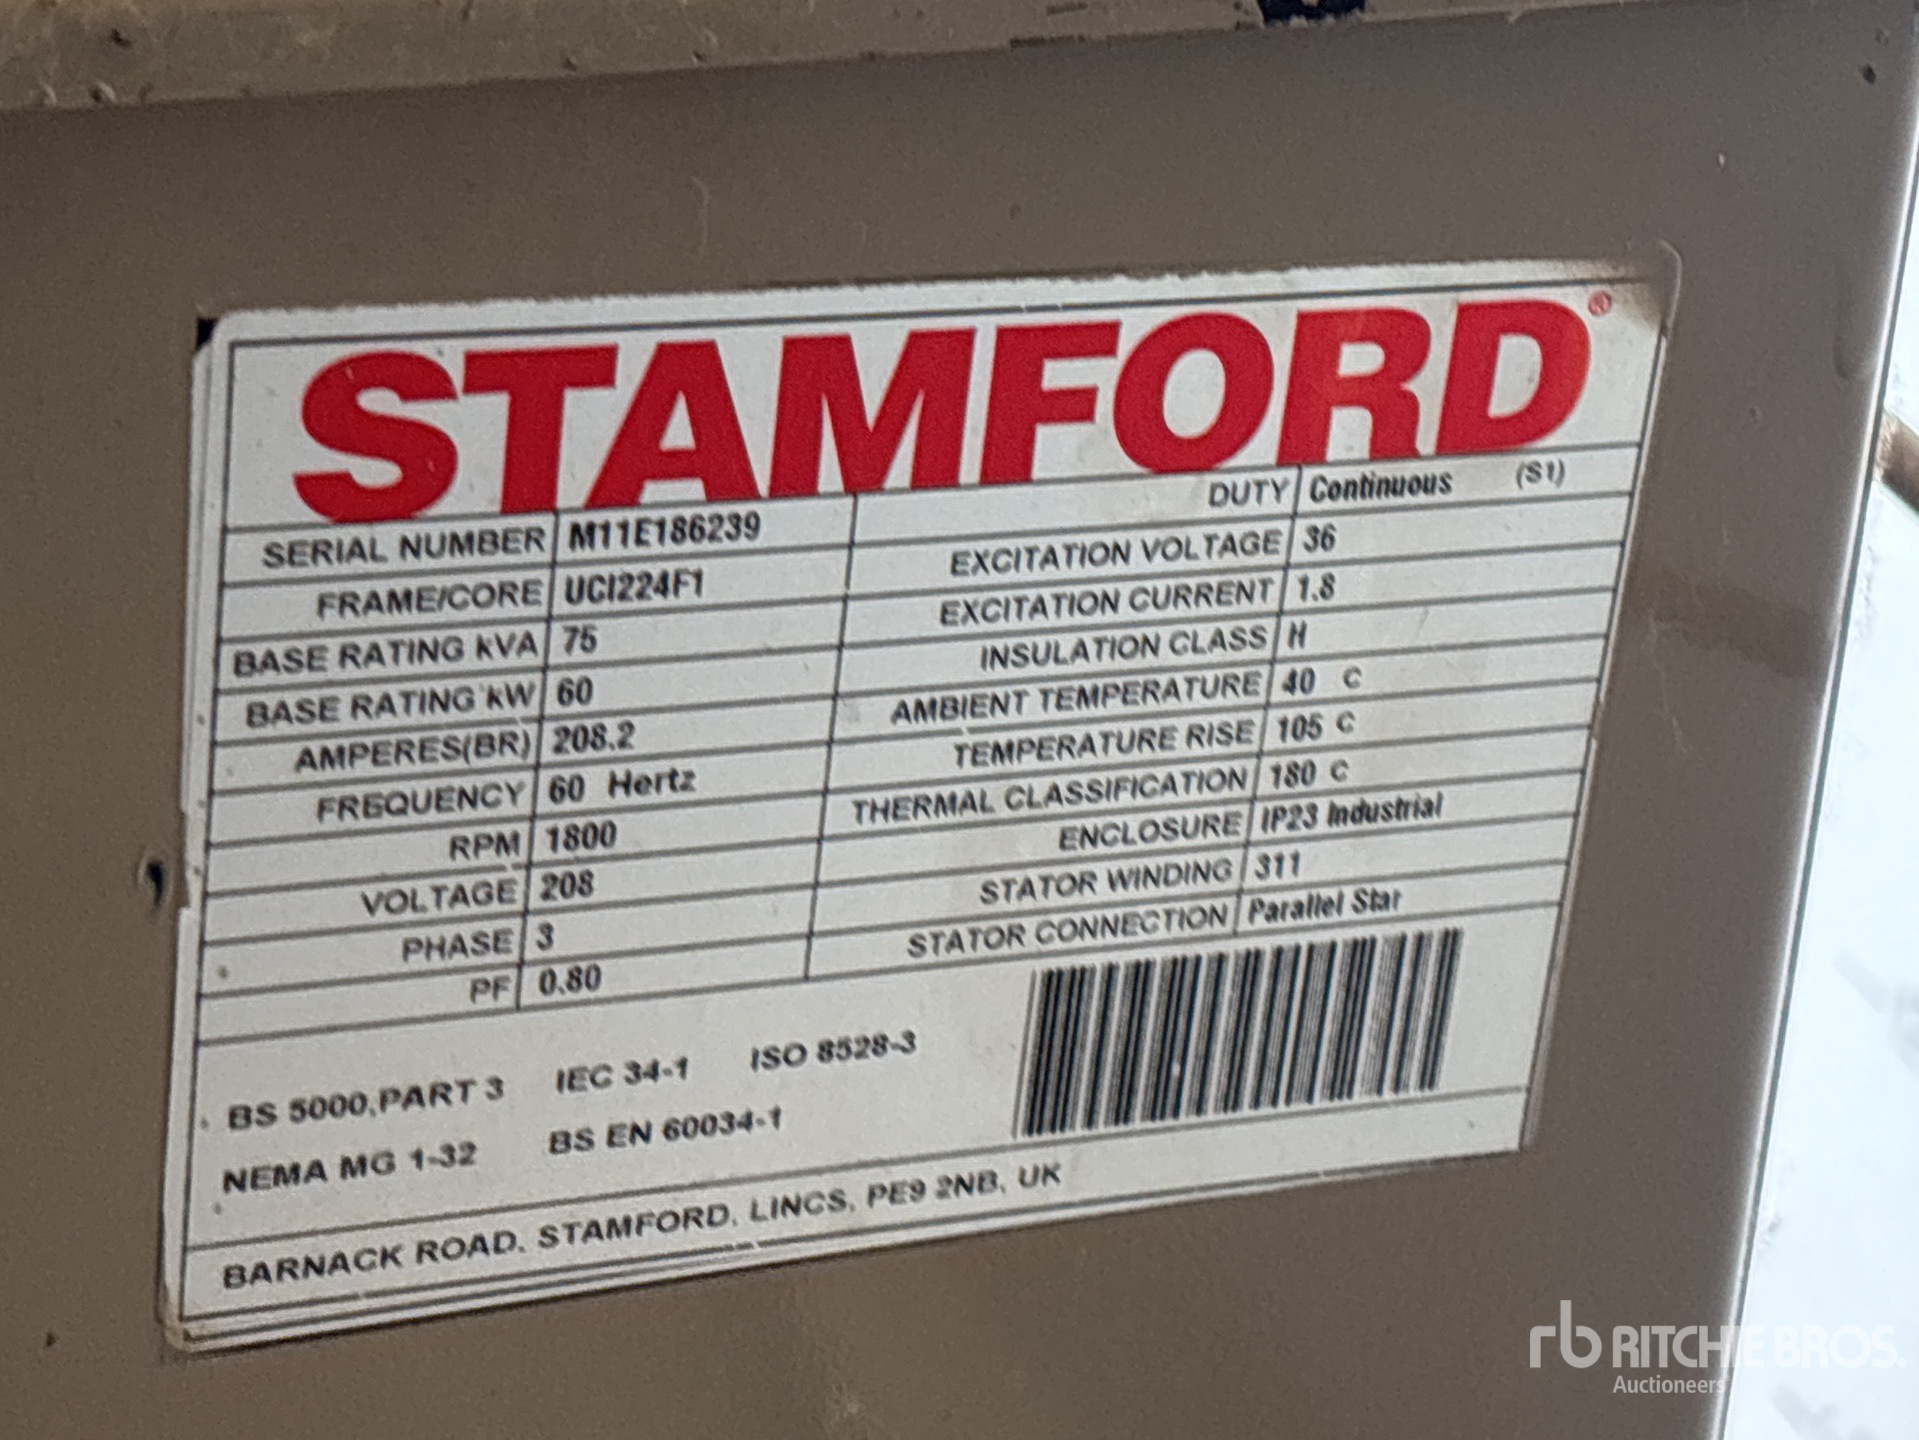 STAMFORD®
SERIAL NUMBER M11E186239
FRAME/CORE UCI224F1
BASE RATING KVA 75
BASE RATING kW 60
AMPERES(BR) 208.2
FREQUENCY 60 Hertz
RPM 1800
VOLTAGE 208
PHASE 3
PF 0.80
DUTY Continuous (S1)
EXCITATION VOLTAGE 36
EXCITATION CURRENT 1.8
INSULATION CLASS H
AMBIENT TEMPERATURE 40 C
TEMPERATURE RISE 105 C
THERMAL CLASSIFICATION 180 C
ENCLOSURE IP23 Industrial
STATOR WINDING 311
STATOR CONNECTION Parallel Star
BS 5000,PART 3 IEC 34-1 ISO 8528-3
NEMA MG 1-32 BS EN 60034-1
BARNACK ROAD, STAMFORD, LINCS, PE9 2NB, UK
rb RITCHIE BROS.
Auctioneers